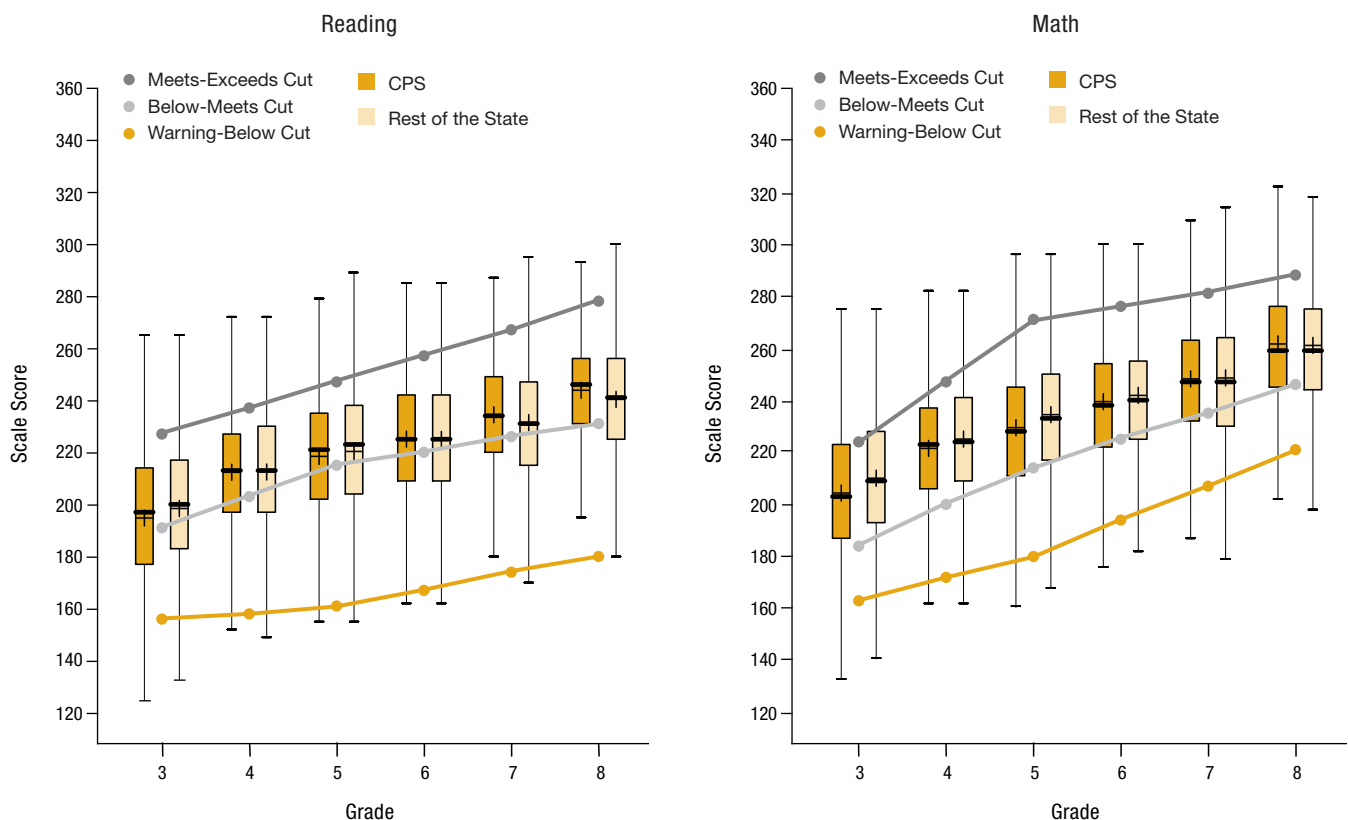 Reading
Meets-Exceeds Cut
Below-Meets Cut
Warning-Below Cut
CPS
Rest of the State
360
340
320
300
280
260
240
220
200
180
160
140
120
Scale Score
3 4 5 6 7 8
Grade
Math
Meets-Exceeds Cut
Below-Meets Cut
Warning-Below Cut
CPS
Rest of the State
360
340
320
300
280
260
240
220
200
180
160
140
120
Scale Score
3 4 5 6 7 8
Grade